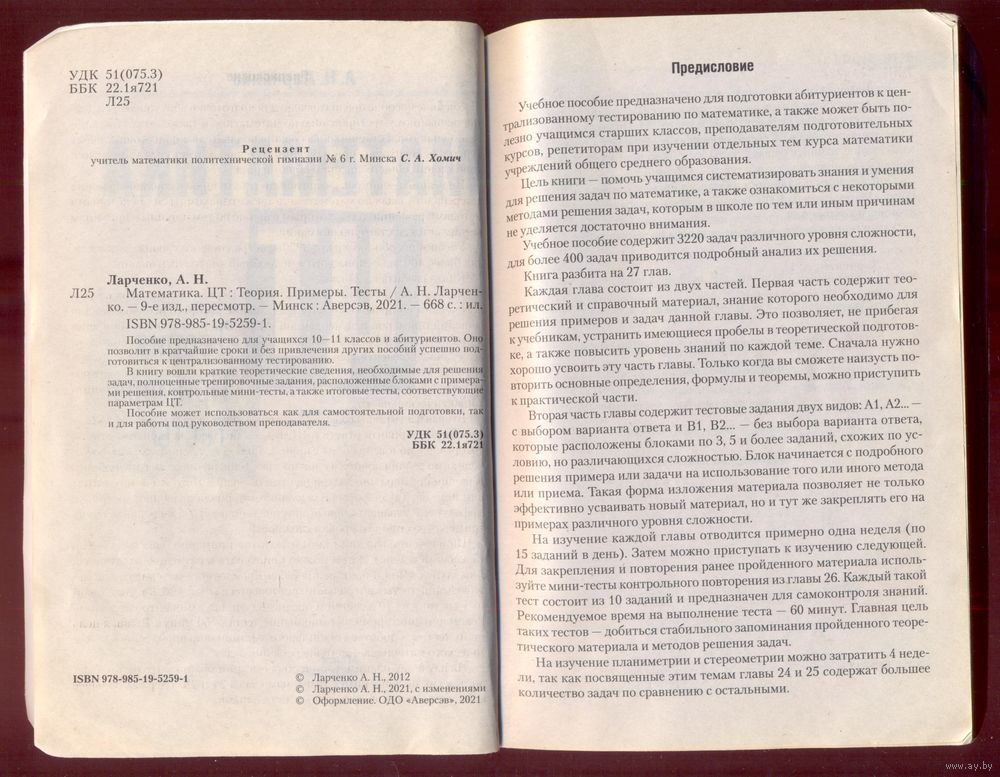 УДК 51(075.3)
ББК 22.1я721
Л25
Рецензент
учитель математики политехнической гимназии № 6 г. Минска С. А. Хомич
Ларченко, А. Н.
Л25 Математика. ЦТ : Теория. Примеры. Тесты / А. Н. Ларчен-
ко. — 9-е изд., пересмотр. — Минск : Аверсэв, 2021. — 668 с. : ил.
ISBN 978-985-19-5259-1.
Пособие предназначено для учащихся 10—11 классов и абитуриентов. Оно
позволит в кратчайшие сроки и без привлечения других пособий успешно под-
готовиться к централизованному тестированию.
В книгу вошли краткие теоретические сведения, необходимые для решения
задач, полноценные тренировочные задания, расположенные блоками с примера-
ми решения, контрольные мини-тесты, а также итоговые тесты, соответствующие
параметрам ЦТ.
Пособие может использоваться как для самостоятельной подготовки, так
и для работы под руководством преподавателя.
УДК 51(075.3)
ББК 22.1я721
ISBN 978-985-19-5259-1
© Ларченко А. Н., 2012
© Ларченко А. Н., 2021, с изменениями
© Оформление. ОДО «Аверсэв», 2021
Предисловие
Учебное пособие предназначено для подготовки абитуриентов к цен-
трализованному тестированию по математике, а также может быть по-
лезно учащимся старших классов, преподавателям подготовительных
курсов, репетиторам при изучении отдельных тем курса математики
учреждений общего среднего образования.
Цель книги — помочь учащимся систематизировать знания и умения
для решения задач по математике, а также ознакомиться с некоторыми
методами решения задач, которым в школе по тем или иным причинам
не уделяется достаточно внимания.
Учебное пособие содержит 3220 задач различного уровня сложности,
для более 400 задач приводится подробный анализ их решения.
Книга разбита на 27 глав.
Каждая глава состоит из двух частей. Первая часть содержит тео-
ретический и справочный материал, знание которого необходимо для
решения примеров и задач данной главы. Это позволяет, не прибегая
к учебникам, устранить имеющиеся пробелы в теоретической подготов-
ке, а также повысить уровень знаний по каждой теме. Сначала нужно
хорошо усвоить эту часть главы. Только когда вы сможете наизусть по-
вторить основные определения, формулы и теоремы, можно приступить
к практической части.
Вторая часть главы содержит тестовые задания двух видов: А1, А2... —
с выбором варианта ответа и В1, В2... — без выбора варианта ответа,
которые расположены блоками по 3, 5 и более заданий, схожих по ус-
ловию, но различающихся сложностью. Блок начинается с подробного
решения примера или задачи на использование того или иного метода
или приема. Такая форма изложения материала позволяет не только
эффективно усваивать новый материал, но и тут же закреплять его на
примерах различного уровня сложности.
На изучение каждой главы отводится примерно одна неделя (по
15 заданий в день). Затем можно приступать к изучению следующей.
Для закрепления и повторения ранее пройденного материала исполь-
зуйте мини-тесты контрольного повторения из главы 26. Каждый такой
тест состоит из 10 заданий и предназначен для самоконтроля знаний.
Рекомендуемое время на выполнение теста — 60 минут. Главная цель
таких тестов — добиться стабильного запоминания пройденного теоре-
тического материала и методов решения задач.
На изучение планиметрии и стереометрии можно затратить 4 неде-
ли, так как посвященные этим темам главы 24 и 25 содержат большее
количество задач по сравнению с остальными.
www.ay.by